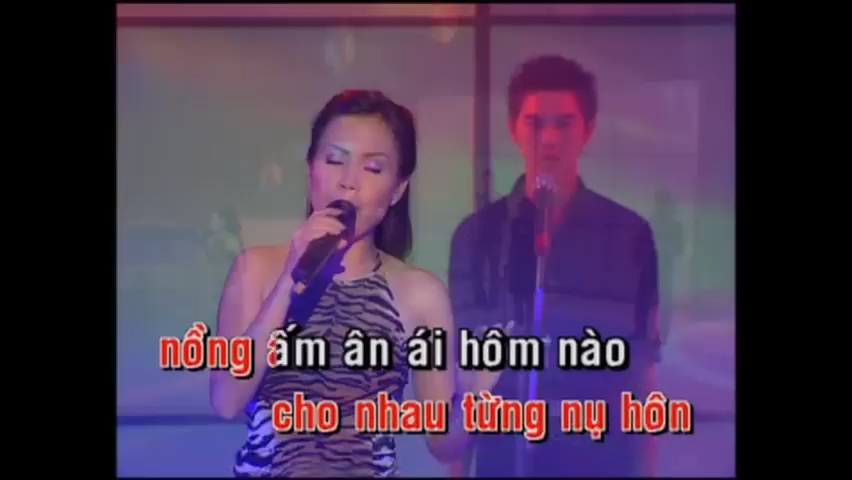 nồng ấm ân ái hôm nào
cho nhau từng nụ hôn